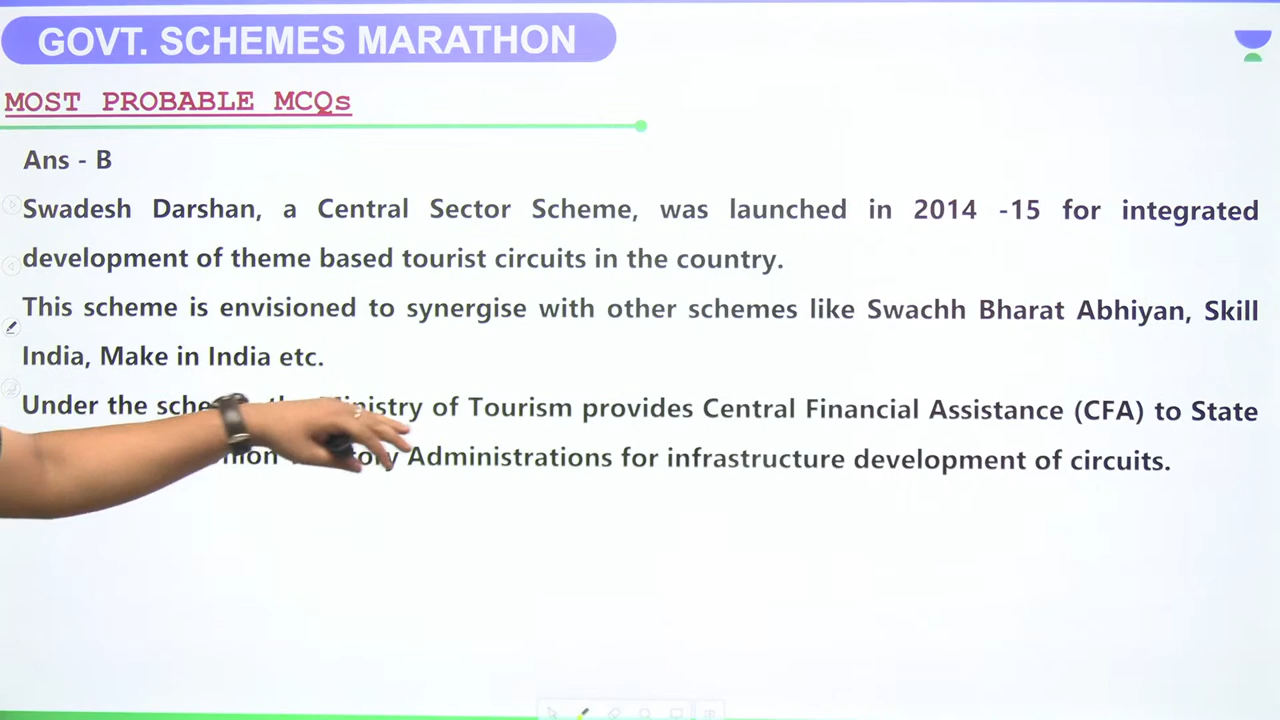 GOVT. SCHEMES MARATHON
MOST PROBABLE MCQs
Ans - B
Swadesh Darshan, a Central Sector Scheme, was launched in 2014 -15 for integrated
development of theme based tourist circuits in the country.
This scheme is envisioned to synergise with other schemes like Swachh Bharat Abhiyan, Skill
India, Make in India etc.
Under the Ministry of Tourism provides Central Financial Assistance (CFA) to State
Administrations for infrastructure development of circuits.